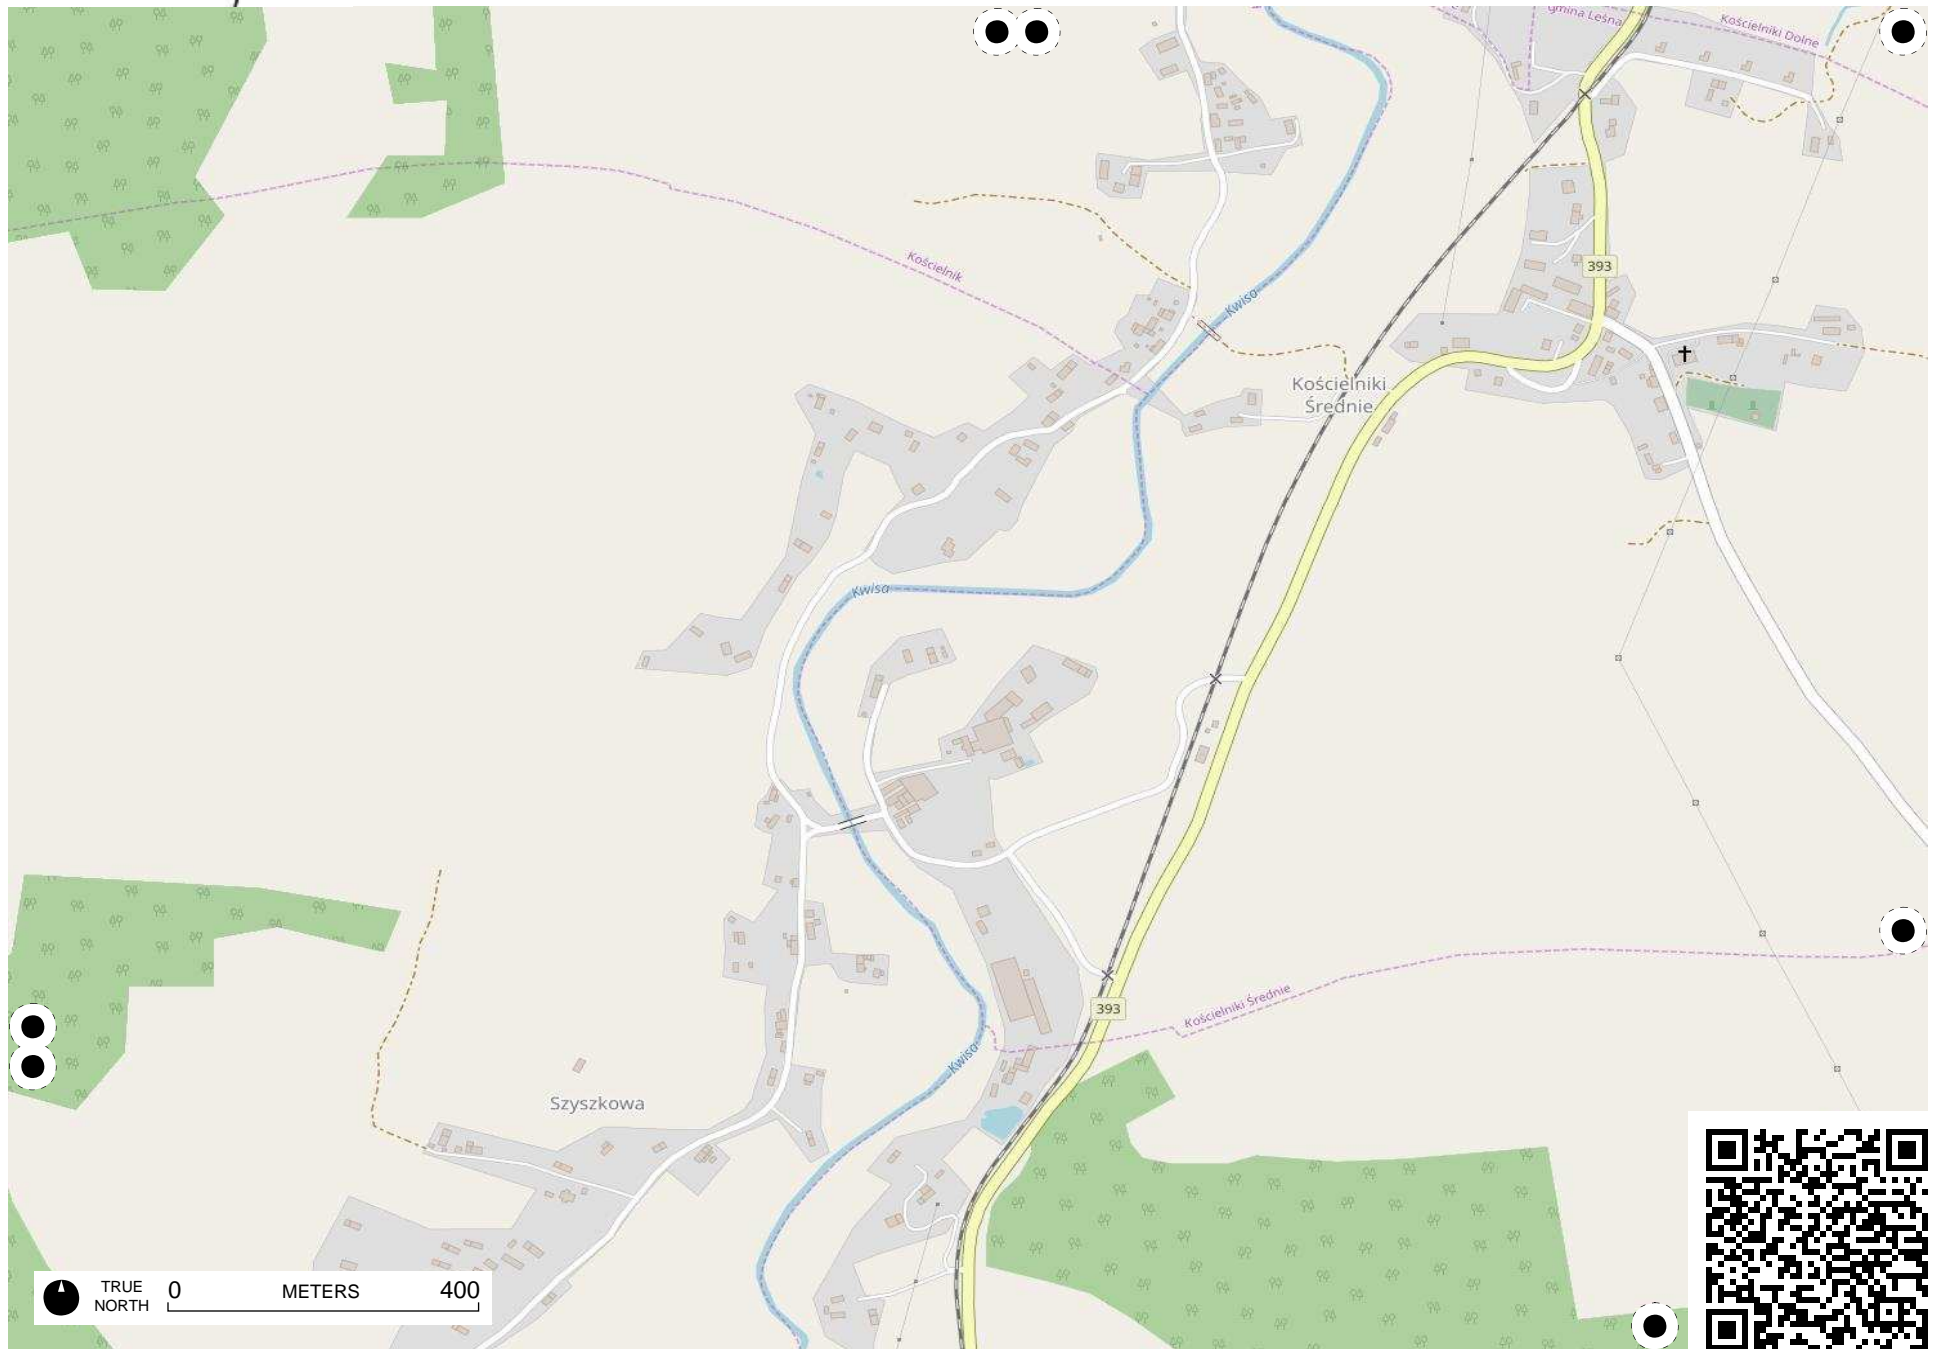 gmina Leśna
Kościelniki Dolne
Kościelnik
393
Kwisa
Kościelniki
Średnie
Kwisa
393
Kościelniki Średnie
Kwisa
Szyszkowa
TRUE
NORTH
0 METERS 400